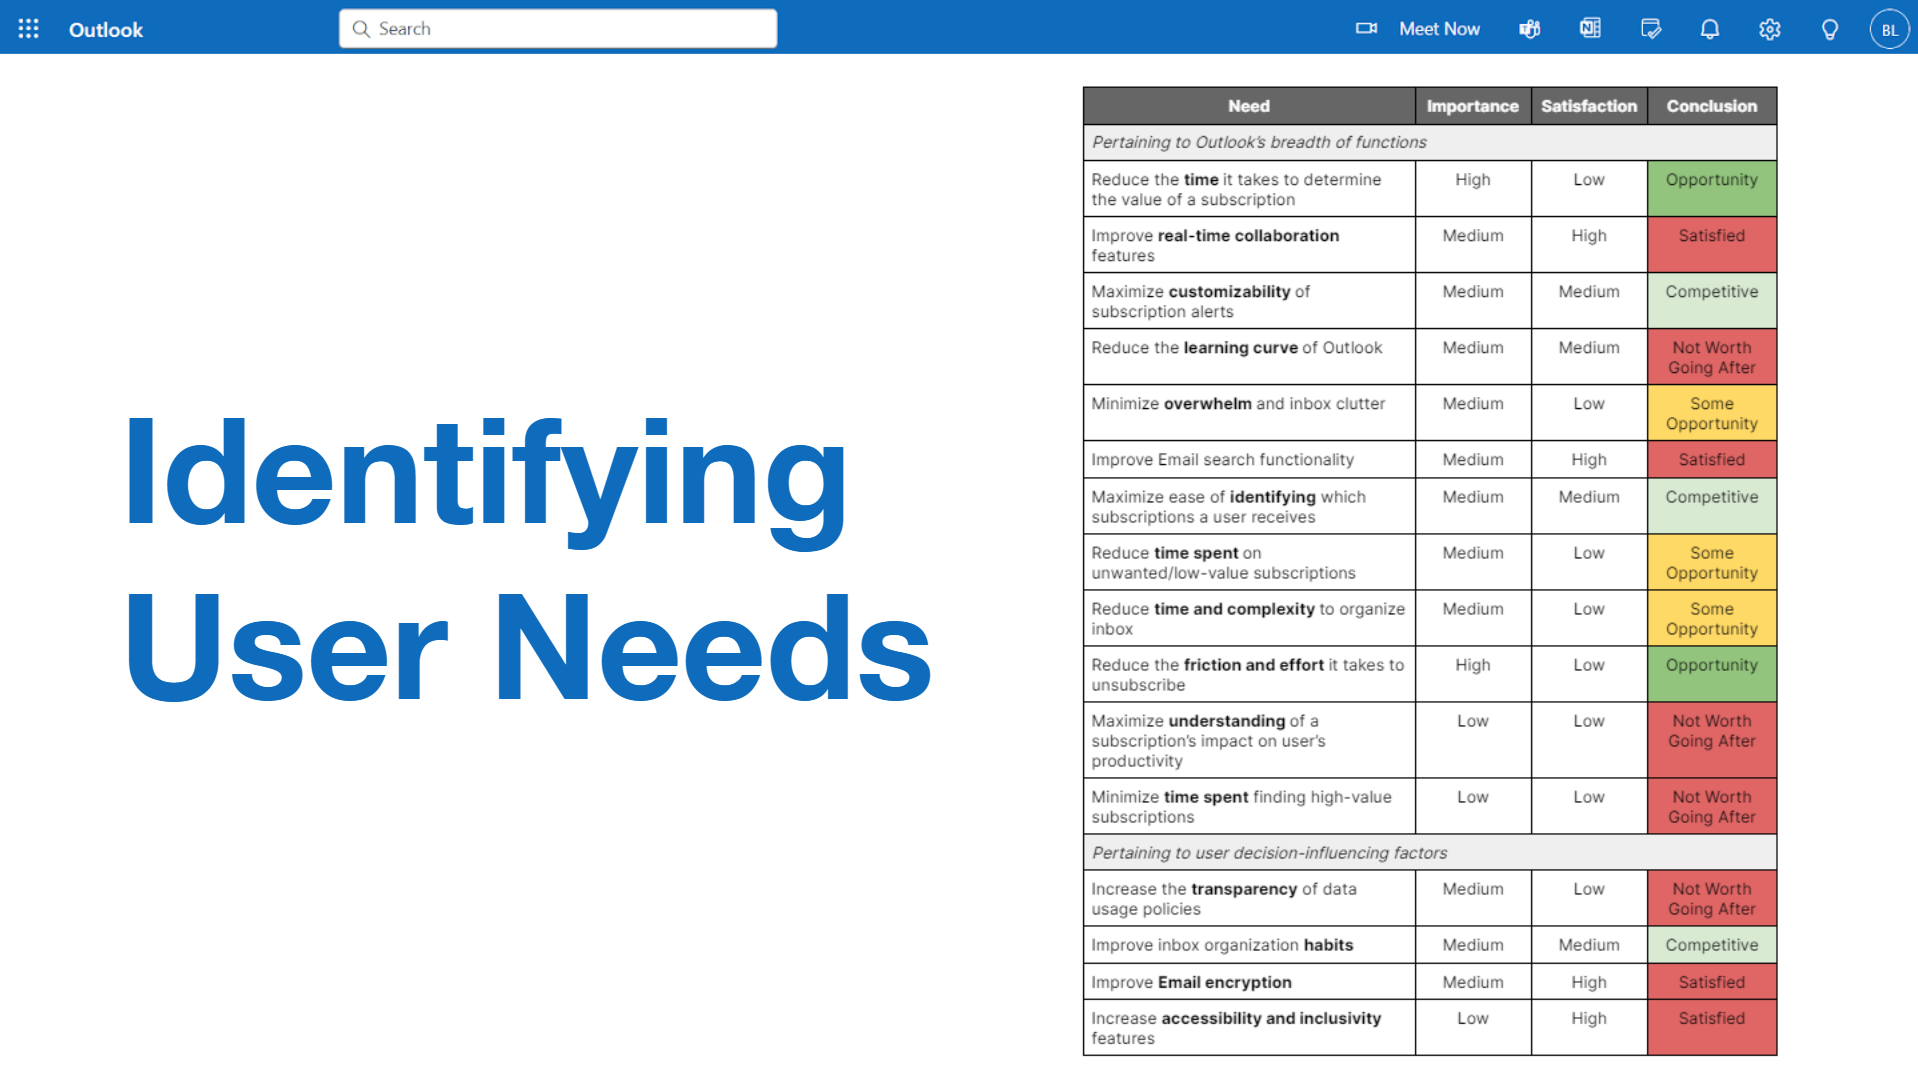 Outlook
Search
Meet Now
BL
Identifying
User Needs
Need Importance Satisfaction Conclusion
Pertaining to Outlook's breadth of functions
Reduce the time it takes to determine High Low Opportunity
the value of a subscription
Improve real-time collaboration Medium High Satisfied
features
Maximize customizability of Medium Medium Competitive
subscription alerts
Reduce the learning curve of Outlook Medium Medium Not Worth
Going After
Minimize overwhelm and inbox clutter Medium Low Some
Opportunity
Improve Email search functionality Medium High Satisfied
Maximize ease of identifying which Medium Medium Competitive
subscriptions a user receives
Reduce time spent on Medium Low Some
unwanted/low-value subscriptions Opportunity
Reduce time and complexity to organize Medium Low Some
inbox Opportunity
Reduce the friction and effort it takes to High Low Opportunity
unsubscribe
Maximize understanding of a Low Low Not Worth
subscription's impact on user's Going After
productivity
Minimize time spent finding high-value Low Low Not Worth
subscriptions Going After
Pertaining to user decision-influencing factors
Increase the transparency of data Medium Low Not Worth
usage policies Going After
Improve inbox organization habits Medium Medium Competitive
Improve Email encryption Medium High Satisfied
Increase accessibility and inclusivity Low High Satisfied
features